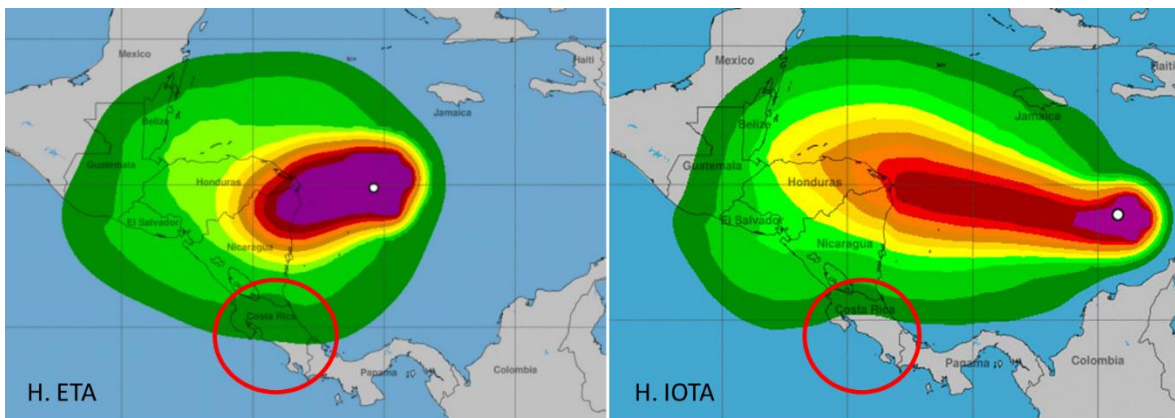 Mexico
Haiti
Jamaica
Belize
Guatemala
Honduras
El Salvador
Nicaragua
Costa Rica
Panama
Colombia
H. ETA
Mexico
Haiti
Jamaica
Belize
Guatemala
Honduras
El Salvador
Nicaragua
Costa Rica
Panama
Colombia
H. IOTA